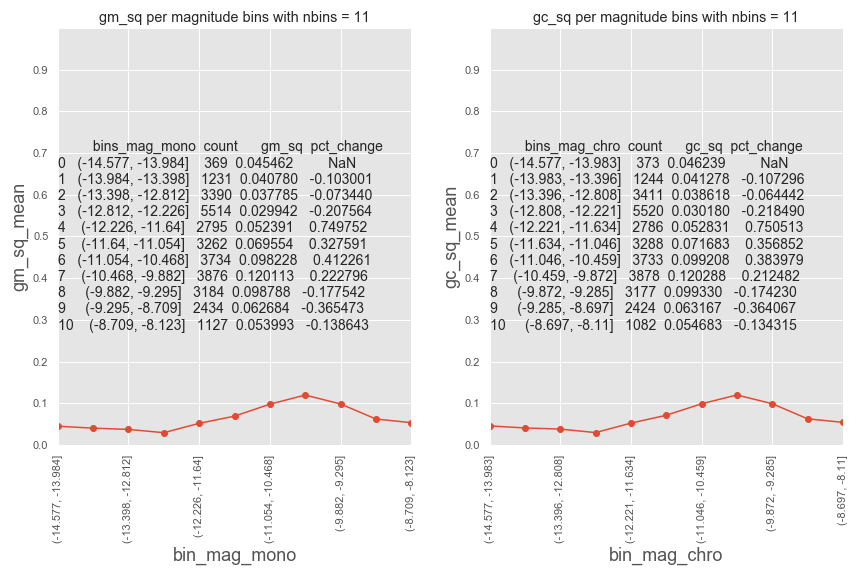 gm_sq per magnitude bins with nbins = 11
0.9
0.8
0.7
0.6
0.5
0.4
0.3
0.2
0.1
0.0
gm_sq_mean
bins_mag_mono count gm_sq pct_change
0 (-14.577, -13.984] 369 0.045462 NaN
1 (-13.984, -13.398] 1231 0.040780 -0.103001
2 (-13.398, -12.812] 3390 0.037785 -0.073440
3 (-12.812, -12.226] 5514 0.029942 -0.207564
4 (-12.226, -11.64] 2795 0.052391 0.749752
5 (-11.64, -11.054] 3262 0.069554 0.327591
6 (-11.054, -10.468] 3734 0.098228 0.412261
7 (-10.468, -9.882] 3876 0.120113 0.222796
8 (-9.882, -9.295] 3184 0.098788 -0.177542
9 (-9.295, -8.709] 2434 0.062684 -0.365473
10 (-8.709, -8.123] 1127 0.053993 -0.138643
(-14.577, -13.984]
(-13.398, -12.812]
(-12.226, -11.64]
(-11.054, -10.468]
(-9.882, -9.295]
(-8.709, -8.123]
bin_mag_mono
gc_sq per magnitude bins with nbins = 11
0.9
0.8
0.7
0.6
0.5
0.4
0.3
0.2
0.1
0.0
gc_sq_mean
bins_mag_chro count gc_sq pct_change
0 (-14.577, -13.983] 373 0.046239 NaN
1 (-13.983, -13.396] 1244 0.041278 -0.107296
2 (-13.396, -12.808] 3411 0.038618 -0.064442
3 (-12.808, -12.221] 5520 0.030180 -0.218490
4 (-12.221, -11.634] 2786 0.052831 0.750513
5 (-11.634, -11.046] 3288 0.071683 0.356852
6 (-11.046, -10.459] 3733 0.099208 0.383979
7 (-10.459, -9.872] 3878 0.120288 0.212482
8 (-9.872, -9.285] 3177 0.099330 -0.174230
9 (-9.285, -8.697] 2424 0.063167 -0.364067
10 (-8.697, -8.11] 1082 0.054683 -0.134315
(-14.577, -13.983]
(-13.396, -12.808]
(-12.221, -11.634]
(-11.046, -10.459]
(-9.872, -9.285]
(-8.697, -8.11]
bin_mag_chro